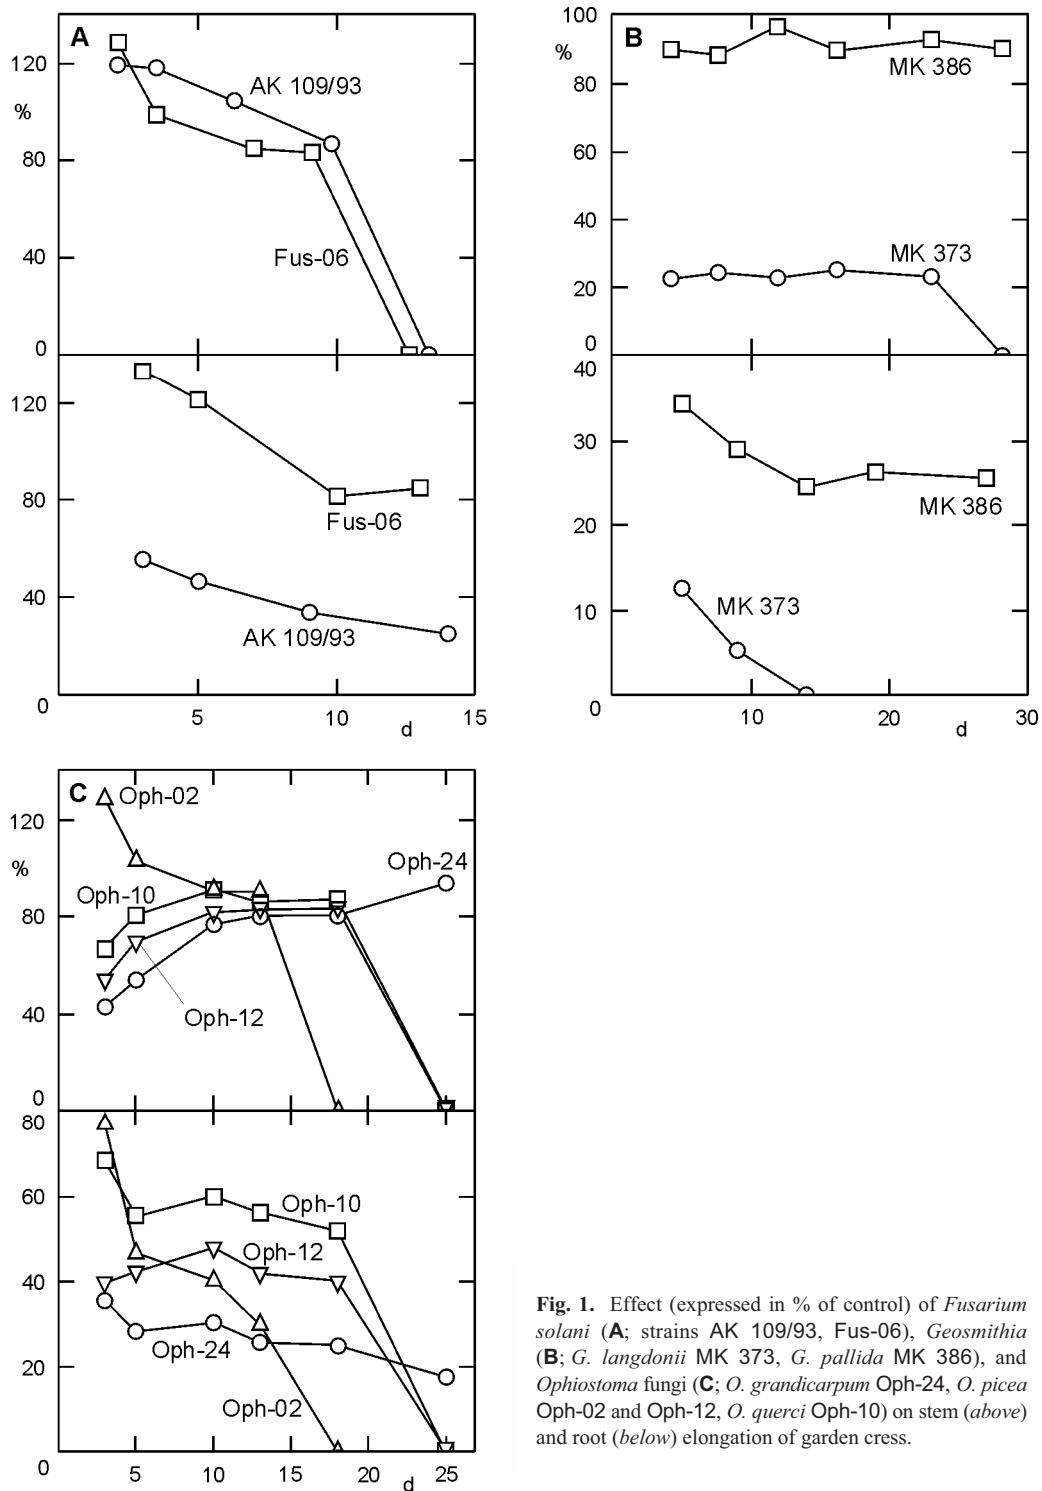 A
120
%
80
40
0
AK 109/93
Fus-06
120
80
40
0
Fus-06
AK 109/93
5
10
15
d
B
100
%
80
60
40
20
0
MK 386
MK 373
40
30
20
10
0
MK 386
MK 373
10
20
30
d
C
120
%
80
40
0
Oph-02
Oph-24
Oph-10
Oph-12
80
60
40
20
0
Oph-10
Oph-12
Oph-24
Oph-02
5
10
15
20
25
d
Fig. 1. Effect (expressed in % of control) of Fusarium
solani (A; strains AK 109/93, Fus-06), Geosmithia
(B; G. langdonii MK 373, G. pallida MK 386), and
Ophiostoma fungi (C; O. grandicarpum Oph-24, O. picea
Oph-02 and Oph-12, O. querci Oph-10) on stem (above)
and root (below) elongation of garden cress.